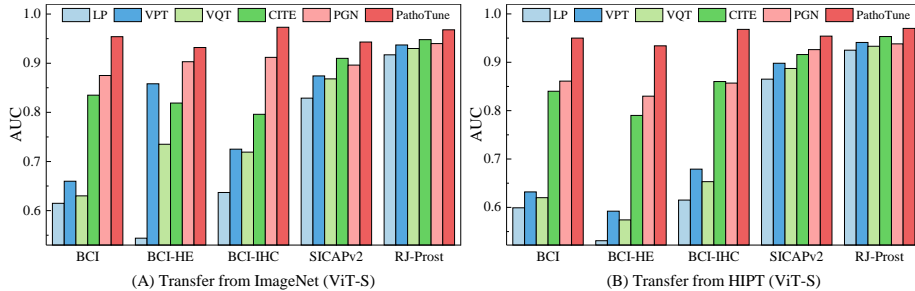 LP VPT VQT CITE PGN PathoTune
1.0
0.9
0.8
0.7
0.6
AUC
BCI BCI-HE BCI-IHC SICAPv2 RJ-Prost
(A) Transfer from ImageNet (ViT-S)
LP VPT VQT CITE PGN PathoTune
1.0
0.9
0.8
0.7
0.6
AUC
BCI BCI-HE BCI-IHC SICAPv2 RJ-Prost
(B) Transfer from HIPT (ViT-S)